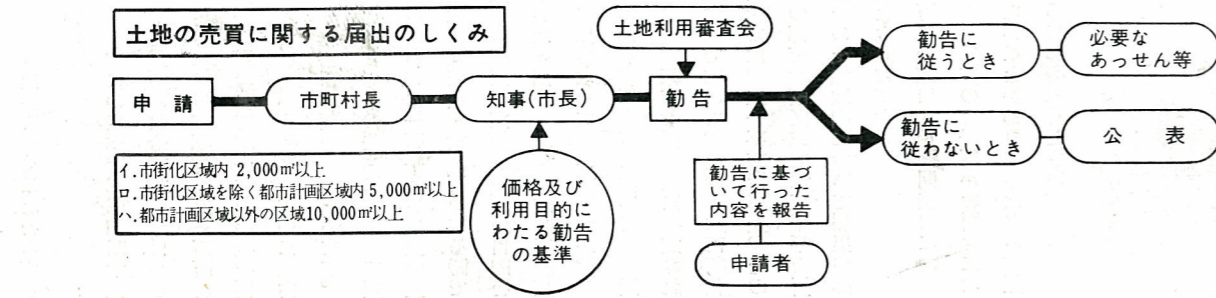 土地の売買に関する届出のしくみ
土地利用審査会
申請
市町村長
知事(市長)
勧告
勧告に
従うとき
必要な
あっせん等
勧告に
従わないとき
公表
イ.市街化区域内 2,000㎡以上
ロ.市街化区域を除く都市計画区域内 5,000㎡以上
ハ.都市計画区域以外の区域10,000㎡以上
価格及び
利用目的に
わたる勧告
の基準
勧告に基づ
いて行った
内容を報告
申請者